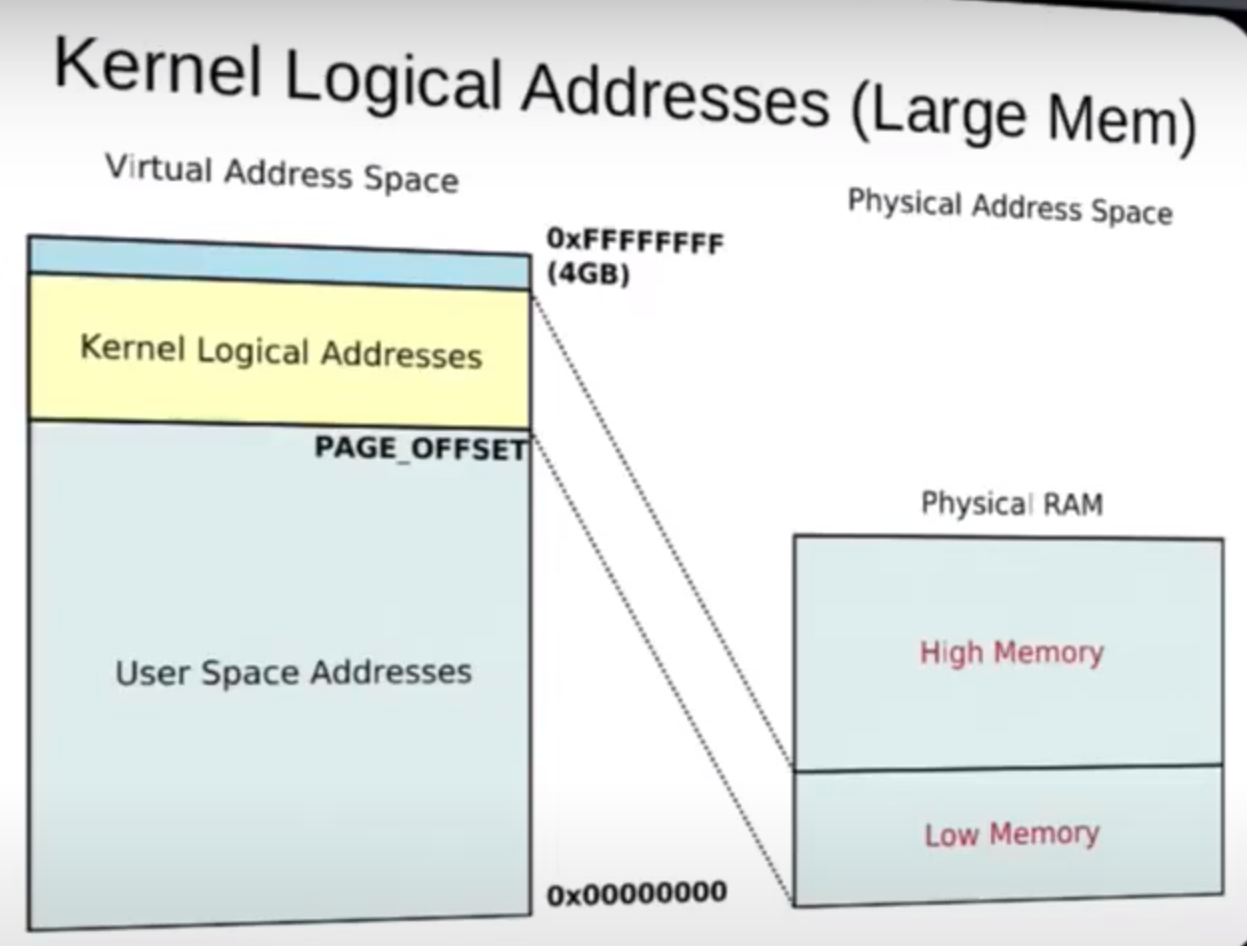 Kernel Logical Addresses (Large Mem)
Virtual Address Space
Physical Address Space
0xFFFFFFFF
(4GB)
Kernel Logical Addresses
PAGE_OFFSET
Physical RAM
High Memory
User Space Addresses
Low Memory
0x00000000